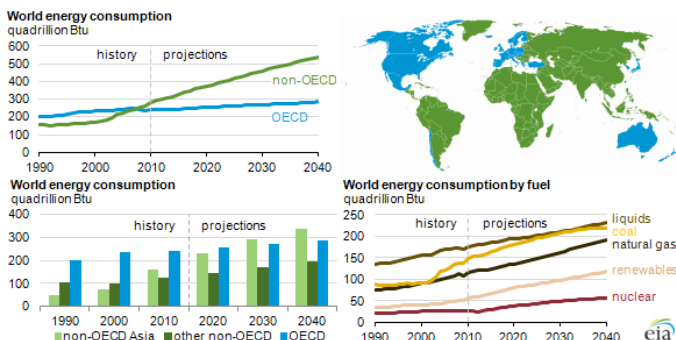 World energy consumption
quadrillion Btu
600
500
400
300
200
100
0
history projections
non-OECD
OECD
1990 2000 2010 2020 2030 2040
World energy consumption
quadrillion Btu
400
300
200
100
0
history projections
1990 2000 2010 2020 2030 2040
non-OECD Asia other non-OECD OECD
World energy consumption by fuel
quadrillion Btu
250
200
150
100
50
0
history projections
liquids
coal
natural gas
renewables
nuclear
1990 2000 2010 2020 2030 2040
eia